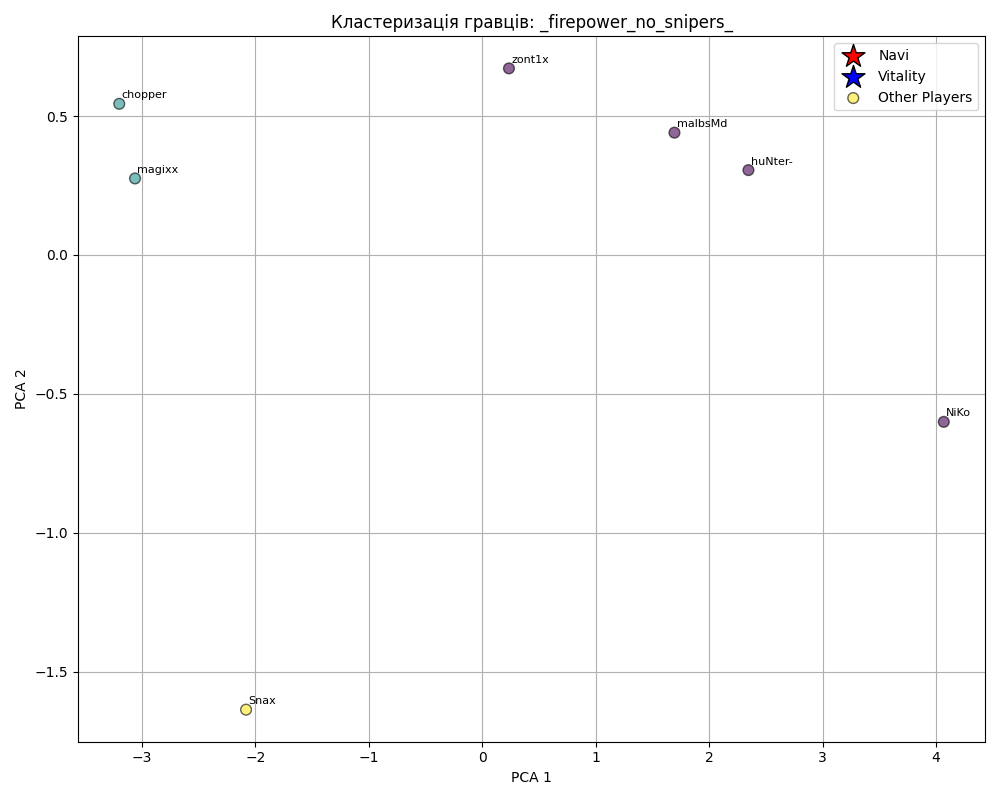 Кластеризація гравців: _firepower_no_snipers_
Navi
Vitality
Other Players
zont1x
chopper
malbsMd
magixx
huNter-
NiKo
Snax
0.5
0.0
−0.5
−1.0
−1.5
PCA 2
−3
−2
−1
0
1
2
3
4
PCA 1